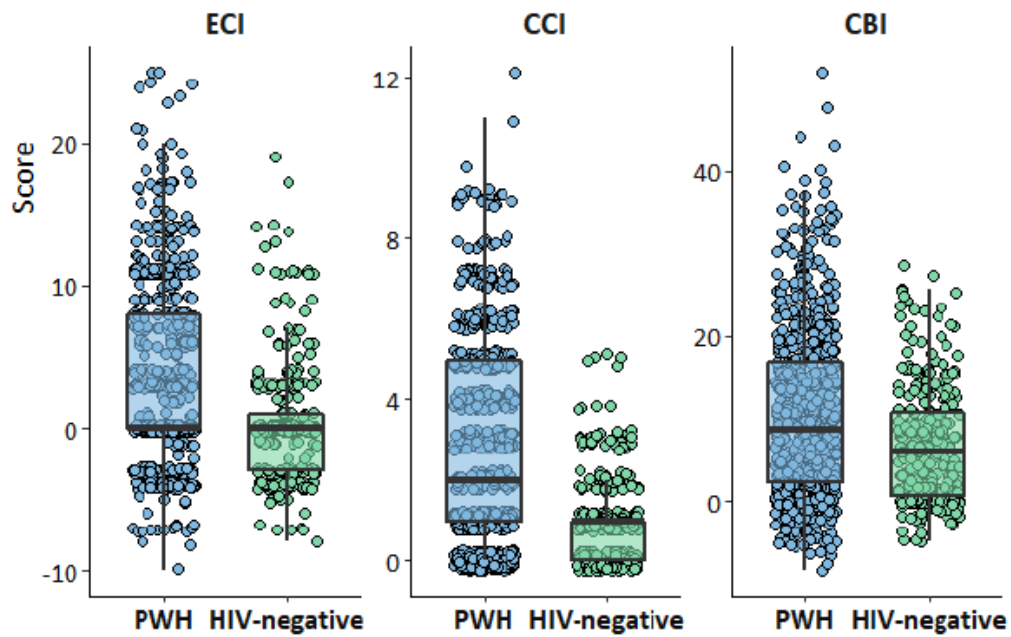 ECI
CCI
CBI
Score
20
10
0
-10
12
8
4
0
40
20
0
PWH HIV-negative
PWH HIV-negative
PWH HIV-negative